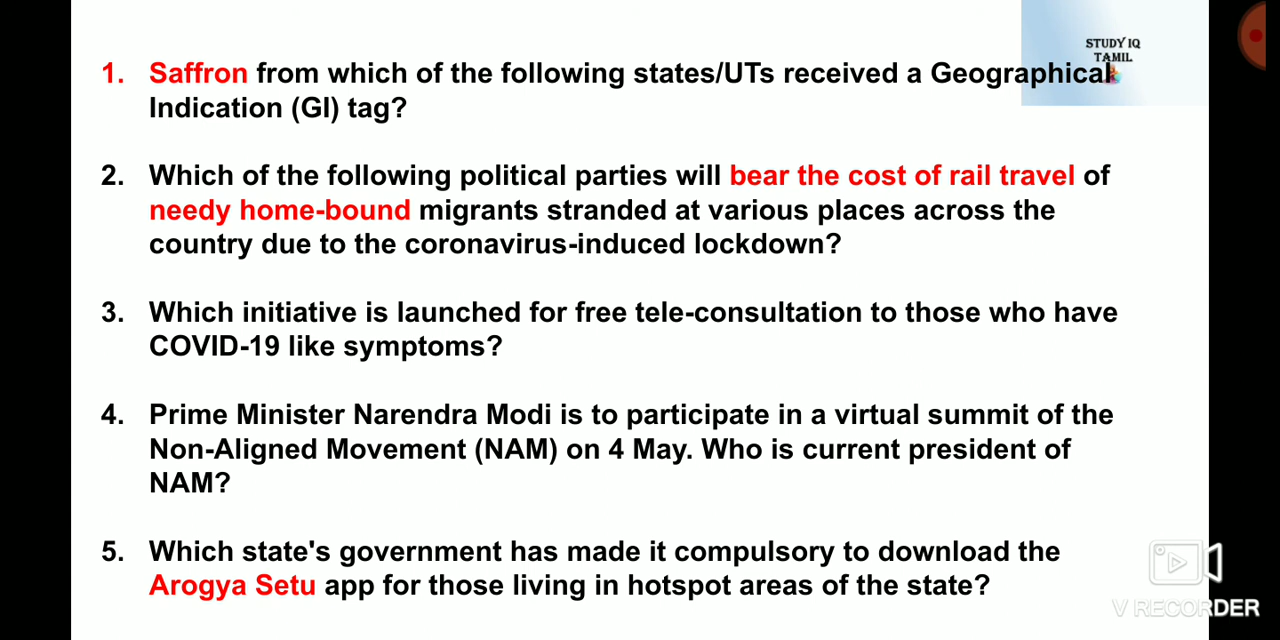 STUDY IQ
TAMIL
1. Saffron from which of the following states/UTs received a Geographical
Indication (GI) tag?
2. Which of the following political parties will bear the cost of rail travel of
needy home-bound migrants stranded at various places across the
country due to the coronavirus-induced lockdown?
3. Which initiative is launched for free tele-consultation to those who have
COVID-19 like symptoms?
4. Prime Minister Narendra Modi is to participate in a virtual summit of the
Non-Aligned Movement (NAM) on 4 May. Who is current president of
NAM?
5. Which state's government has made it compulsory to download the
Arogya Setu app for those living in hotspot areas of the state?
V RECORDER